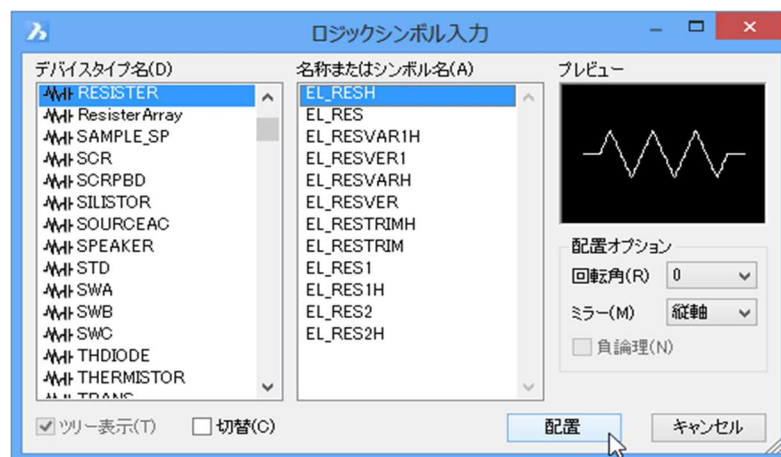 ロジックシンボル入力
デバイスタイプ名(D)
RESISTER
ResisterArray
SAMPLE_SP
SCR
SCRPBD
SILISTOR
SOURCEAC
SPEAKER
STD
SWA
SWB
SWC
THDIODE
THERMISTOR
TRANS
名称またはシンボル名(A)
EL_RESH
EL_RES
EL_RESVAR1H
EL_RESVER1
EL_RESVARH
EL_RESVER
EL_RESTRIMH
EL_RESTRIM
EL_RES1
EL_RES1H
EL_RES2
EL_RES2H
プレビュー
配置オプション
回転角(R) 0
ミラー(M) 縦軸
負論理(N)
ツリー表示(T) 切替(C) 配置 キャンセル